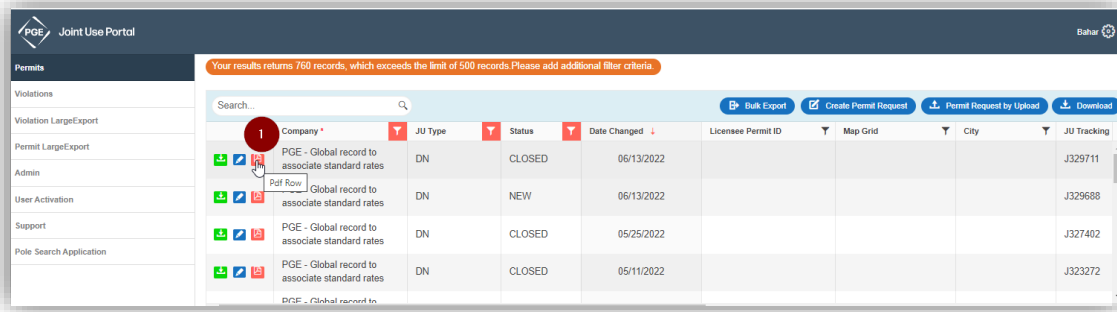 PGE Joint Use Portal
Bahar
Permits
Violations
Violation LargeExport
Permit LargeExport
Admin
User Activation
Support
Pole Search Application
Your results returns 760 records, which exceeds the limit of 500 records.Please add additional filter criteria.
Search...
Bulk Export Create Permit Request Permit Request by Upload Download
1
Company * JU Type Status Date Changed ↓ Licensee Permit ID Map Grid City JU Tracking
PGE - Global record to
associate standard rates
DN CLOSED 06/13/2022 J329711
Pdf Row
Global record to
associate standard rates
DN NEW 06/13/2022 J329688
PGE - Global record to
associate standard rates
DN CLOSED 05/25/2022 J327402
PGE - Global record to
associate standard rates
DN CLOSED 05/11/2022 J323272
PGE - Global record to